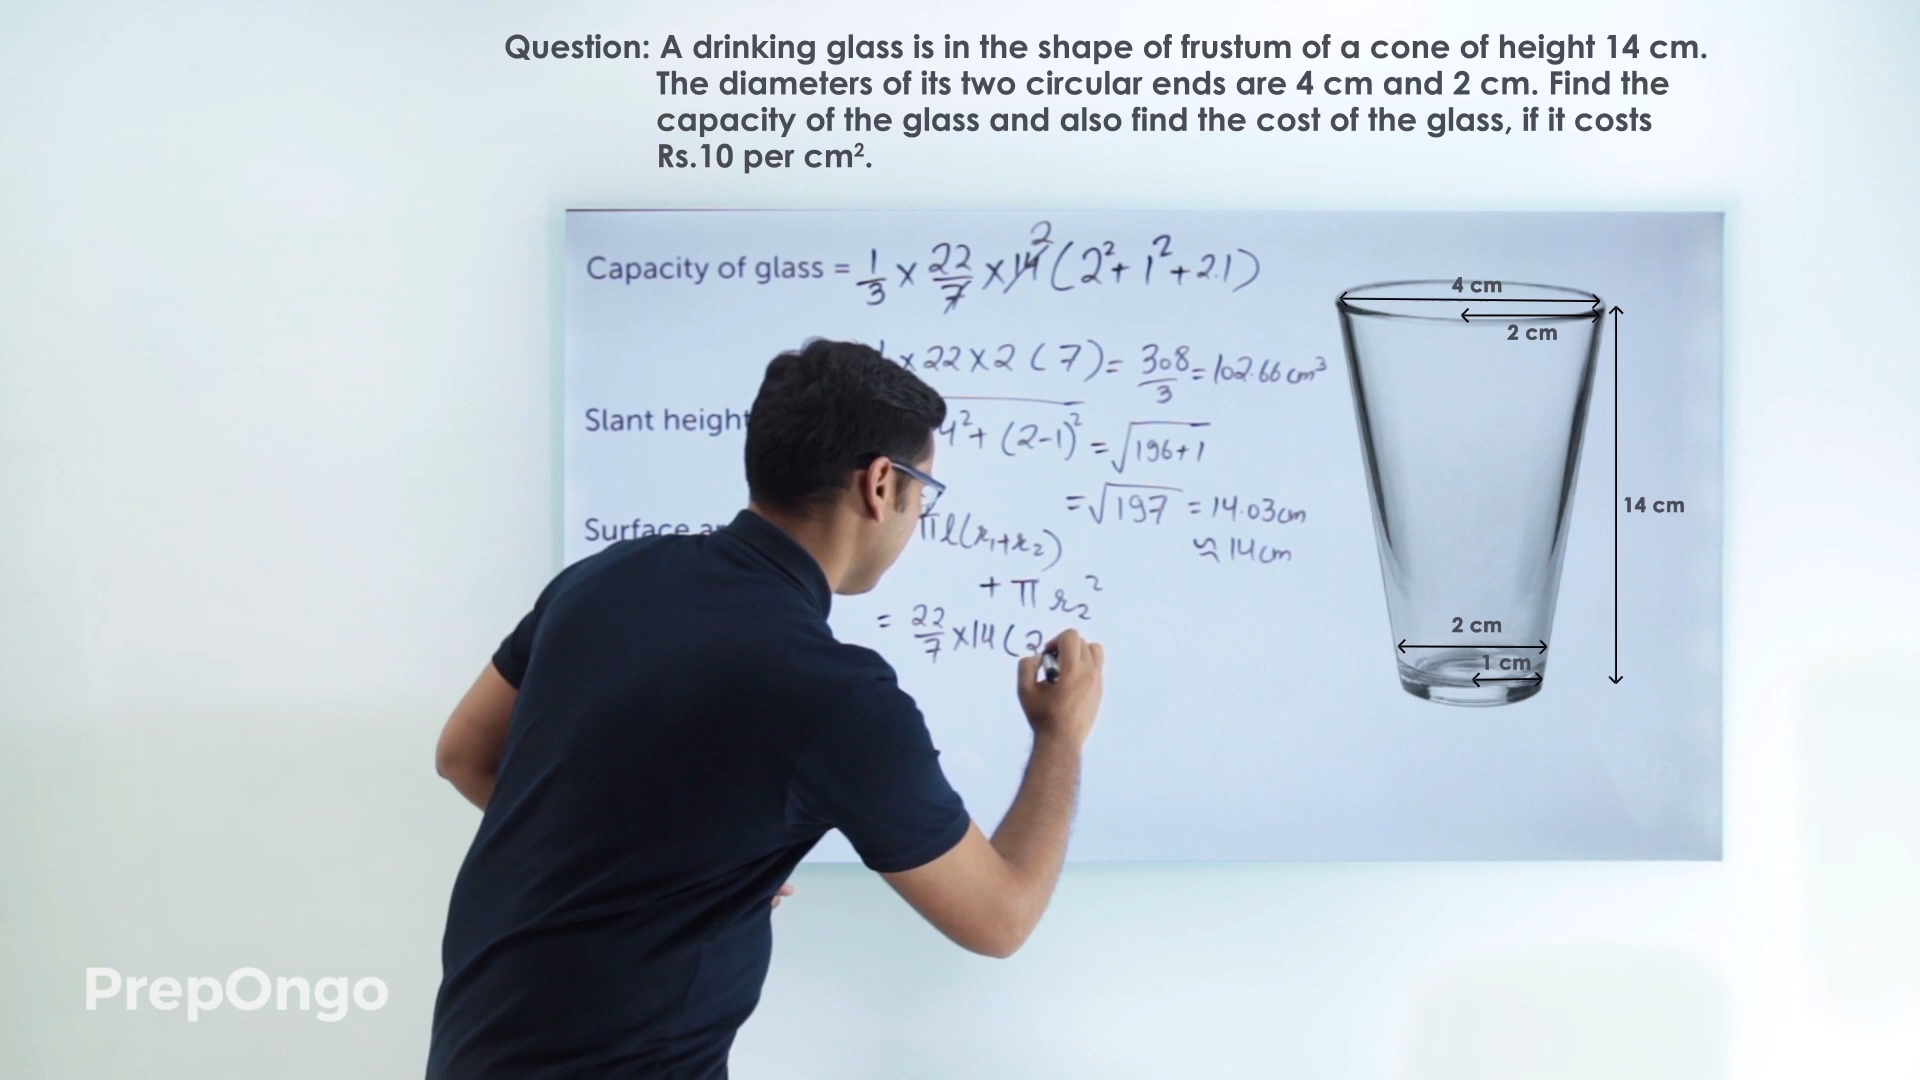 Question: A drinking glass is in the shape of frustum of a cone of height 14 cm.
The diameters of its two circular ends are 4 cm and 2 cm. Find the
capacity of the glass and also find the cost of the glass, if it costs
Rs.10 per cm².
Capacity of glass = 1/3 × 22/7 × 14 2 (2² + 1² + 2.1)
× 22 × 2 (7) = 308/3 = 102.66 cm³
Slant height 4² + (2-1)² = √196+1
= √197 = 14.03cm
≈ 14cm
Surface πl(r₁+r₂)
+ π r₂²
= 22/7 × 14 (2
4 cm
2 cm
14 cm
2 cm
1 cm
PrepOngo